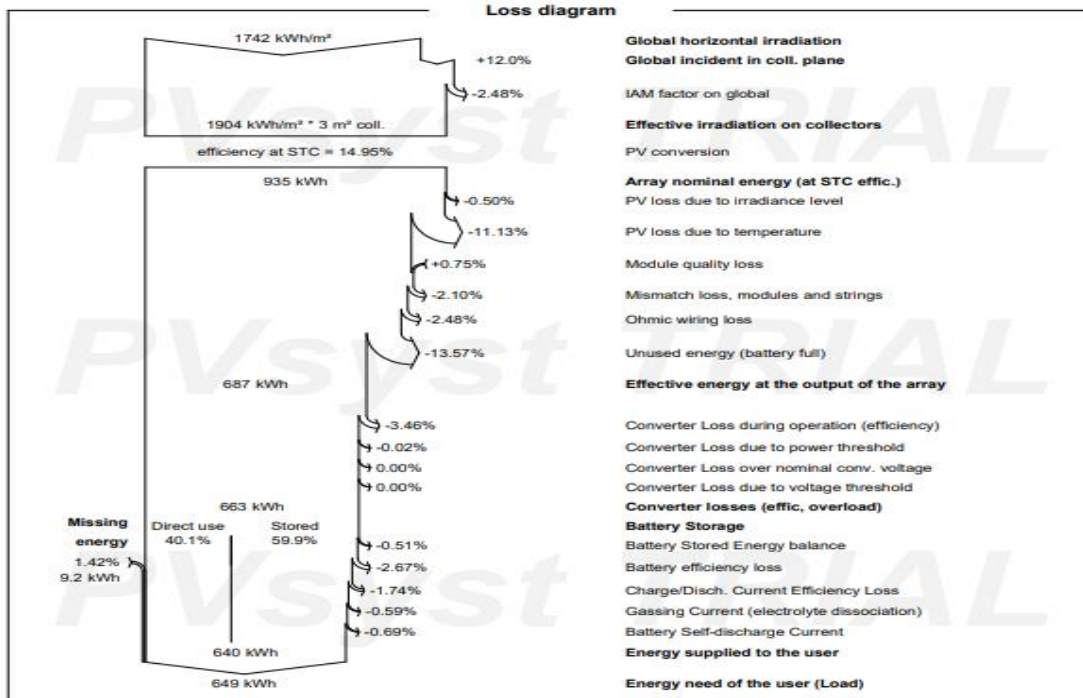 Loss diagram
1742 kWh/m²
Global horizontal irradiation
+12.0%
Global incident in coll. plane
-2.48%
IAM factor on global
1904 kWh/m² * 3 m² coll.
Effective irradiation on collectors
efficiency at STC = 14.95%
PV conversion
935 kWh
Array nominal energy (at STC effic.)
-0.50%
PV loss due to irradiance level
-11.13%
PV loss due to temperature
+0.75%
Module quality loss
-2.10%
Mismatch loss, modules and strings
-2.48%
Ohmic wiring loss
-13.57%
Unused energy (battery full)
687 kWh
Effective energy at the output of the array
-3.46%
Converter Loss during operation (efficiency)
-0.02%
Converter Loss due to power threshold
0.00%
Converter Loss over nominal conv. voltage
0.00%
Converter Loss due to voltage threshold
663 kWh
Converter losses (effic, overload)
Missing
energy
1.42%
9.2 kWh
Direct use
40.1%
Stored
59.9%
Battery Storage
-0.51%
Battery Stored Energy balance
-2.67%
Battery efficiency loss
-1.74%
Charge/Disch. Current Efficiency Loss
-0.59%
Gassing Current (electrolyte dissociation)
-0.69%
Battery Self-discharge Current
640 kWh
Energy supplied to the user
649 kWh
Energy need of the user (Load)
PVsyst TRIAL
PVsyst TRIAL
PVsyst TRIAL